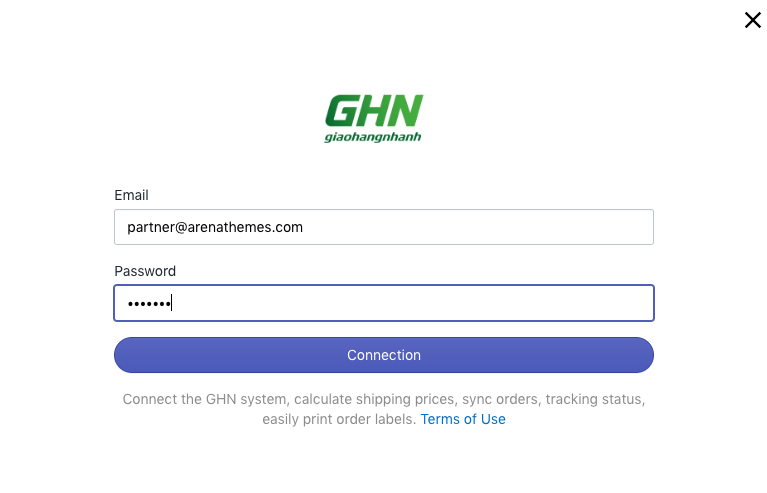 GHN
giaohangnhanh
Email
partner@arenathemes.com
Password
•••••••
Connection
Connect the GHN system, calculate shipping prices, sync orders, tracking status,
easily print order labels. Terms of Use